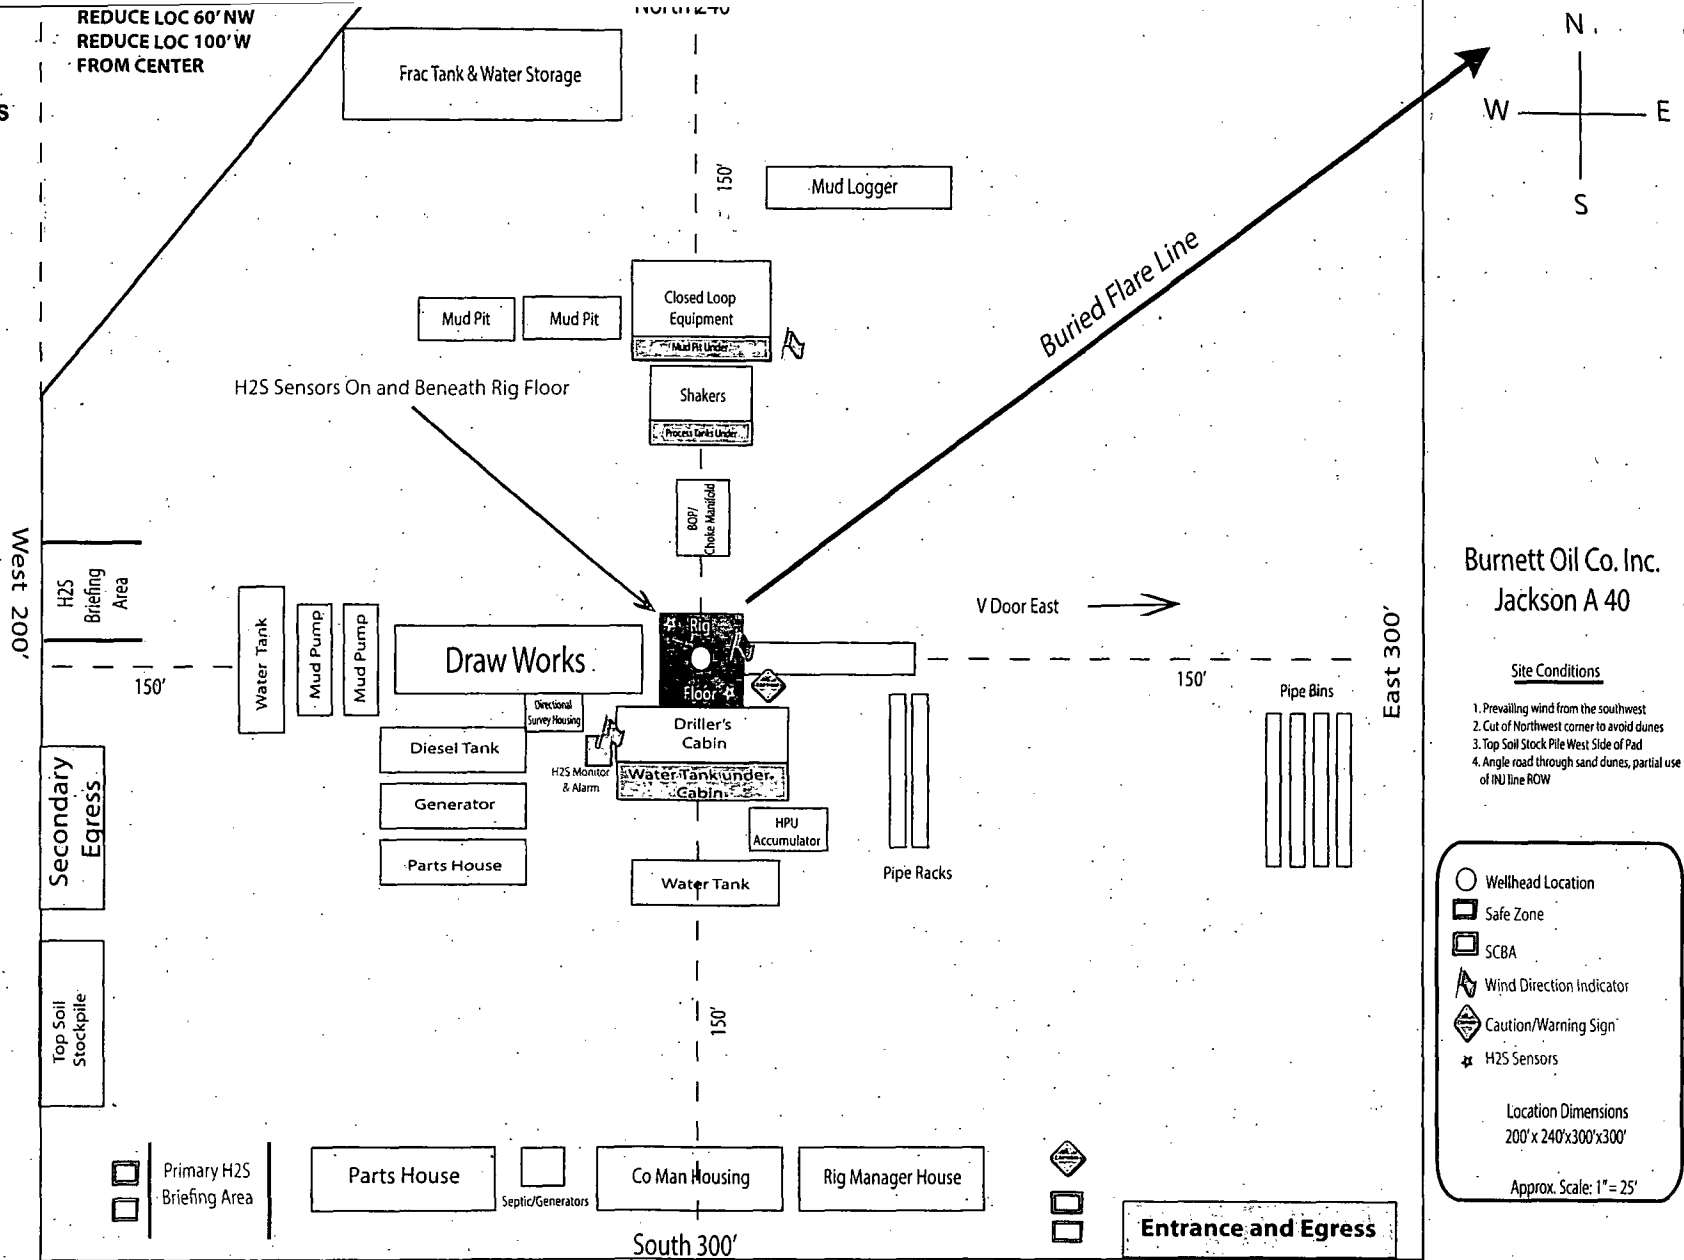 REDUCE LOC 60' NW
REDUCE LOC 100' W
FROM CENTER
North 240'
N
W E
S
S
Frac Tank & Water Storage
150'
Mud Logger
Buried Flare Line
Closed Loop
Equipment
Mud Pit Under
Mud Pit
Mud Pit
H2S Sensors On and Beneath Rig Floor
Shakers
Process Tanks Under
BOP/
Choke Manifold
West 200'
H2S
Briefing
Area
150'
Water Tank
Mud Pump
Mud Pump
Draw Works
Rig
Floor
V Door East
150'
East 300'
Pipe Bins
Directional
Survey Housing
Diesel Tank
H2S Monitor
& Alarm
Driller's
Cabin
Water Tank under
Cabin
Generator
Parts House
HPU
Accumulator
Water Tank
Pipe Racks
Secondary
Egress
Top Soil
Stockpile
150'
Primary H2S
Briefing Area
Parts House
Septic/Generators
Co Man Housing
Rig Manager House
Entrance and Egress
South 300'
Burnett Oil Co. Inc.
Jackson A 40
Site Conditions
1. Prevailing wind from the southwest
2. Cut of Northwest corner to avoid dunes
3. Top Soil Stock Pile West Side of Pad
4. Angle road through sand dunes, partial use
of INJ line ROW
Wellhead Location
Safe Zone
SCBA
Wind Direction Indicator
Caution/Warning Sign
H2S Sensors
Location Dimensions
200' x 240'x300'x300'
Approx. Scale: 1" = 25'